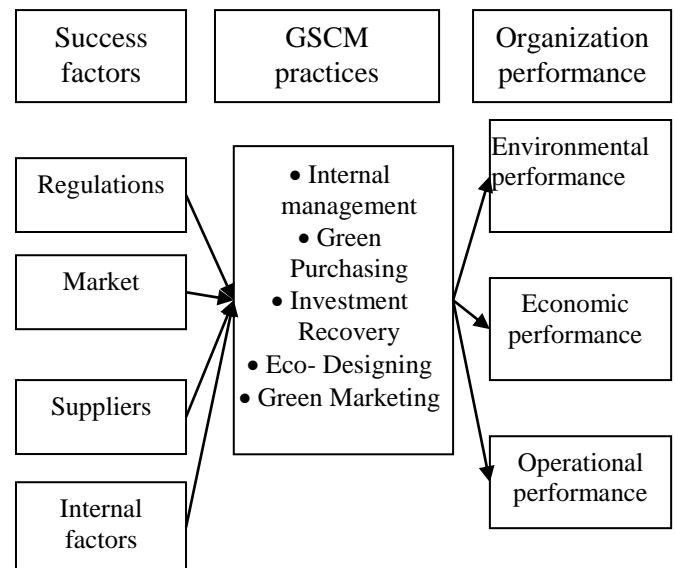 Success
factors
GSCM
practices
Organization
performance
Regulations
Market
Suppliers
Internal
factors
• Internal
management
• Green
Purchasing
• Investment
Recovery
• Eco- Designing
• Green Marketing
Environmental
performance
Economic
performance
Operational
performance